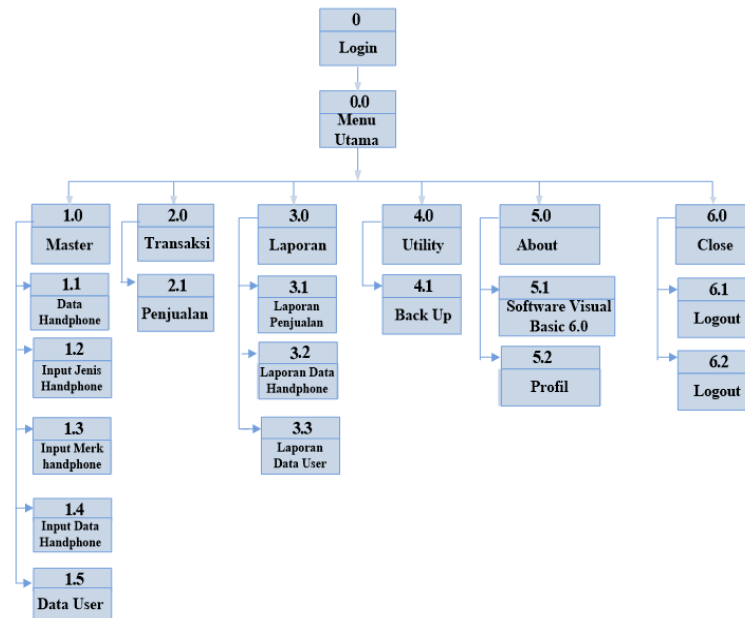 0
Login
0.0
Menu
Utama
1.0
Master
2.0
Transaksi
3.0
Laporan
4.0
Utility
5.0
About
6.0
Close
1.1
Data
Handphone
1.2
Input Jenis
Handphone
1.3
Input Merk
handphone
1.4
Input Data
Handphone
1.5
Data User
2.1
Penjualan
3.1
Laporan
Penjualan
3.2
Laporan Data
Handphone
3.3
Laporan
Data User
4.1
Back Up
5.1
Software Visual
Basic 6.0
5.2
Profil
6.1
Logout
6.2
Logout